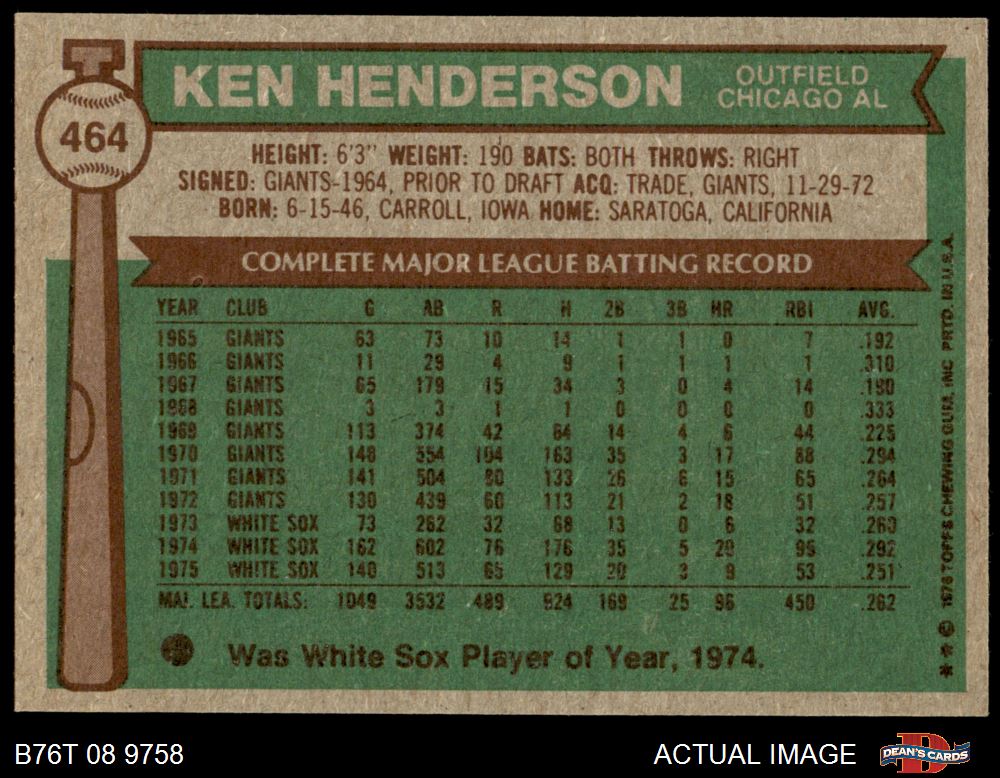 T
464
KEN HENDERSON
OUTFIELD
CHICAGO AL
HEIGHT: 6'3" WEIGHT: 190 BATS: BOTH THROWS: RIGHT
SIGNED: GIANTS-1964, PRIOR TO DRAFT ACQ: TRADE, GIANTS, 11-29-72
BORN: 6-15-46, CARROLL, IOWA HOME: SARATOGA, CALIFORNIA
COMPLETE MAJOR LEAGUE BATTING RECORD
YEAR CLUB G AB R H 2B 3B HR RBI AVG.
1965 GIANTS 63 73 10 14 1 1 0 7 .192
1966 GIANTS 11 29 4 9 1 1 1 1 .310
1967 GIANTS 65 179 15 34 3 0 4 14 .190
1968 GIANTS 3 3 1 1 0 0 0 0 .333
1969 GIANTS 113 374 42 84 14 4 6 44 .225
1970 GIANTS 148 554 104 163 35 3 17 88 .294
1971 GIANTS 141 504 80 133 26 6 15 65 .264
1972 GIANTS 130 439 60 113 21 2 18 51 .257
1973 WHITE SOX 73 262 32 68 13 0 6 32 .260
1974 WHITE SOX 162 602 76 176 35 5 20 95 .292
1975 WHITE SOX 140 513 65 129 20 3 9 53 .251
MAJ. LEA. TOTALS: 1049 3532 489 924 169 25 96 450 .262
Was White Sox Player of Year, 1974.
** © 1976 TOPPS CHEWING GUM, INC. PRTD. IN U.S.A.
B76T 08 9758
ACTUAL IMAGE
D
DEAN'S CARDS